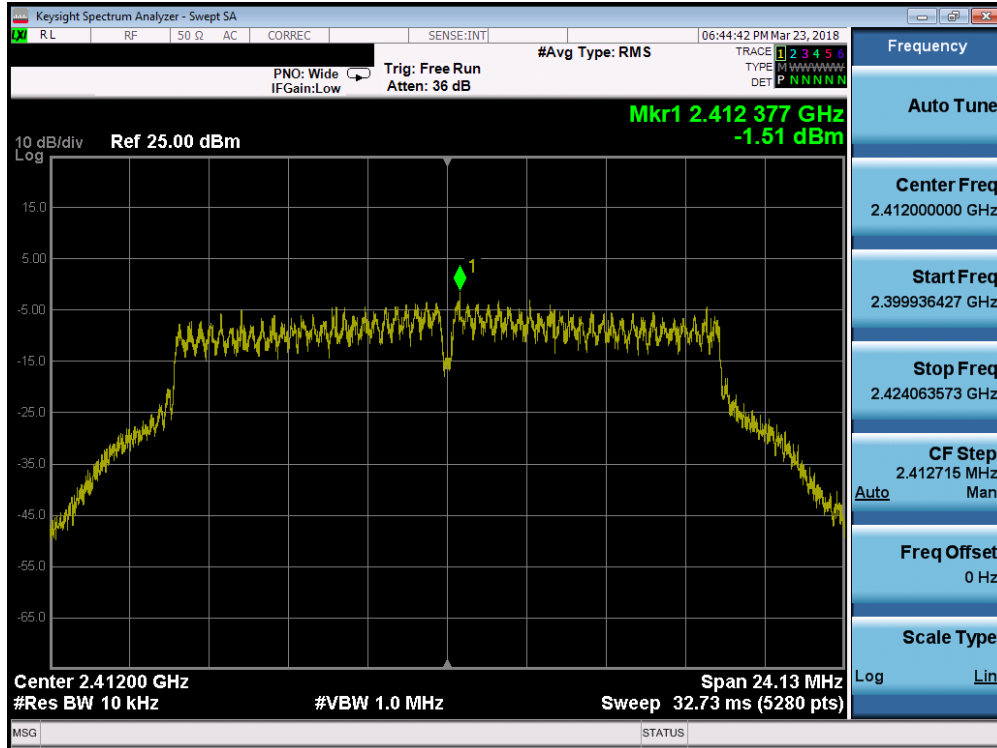 Keysight Spectrum Analyzer - Swept SA
LXI RL RF 50 Ω AC CORREC SENSE:INT 06:44:42 PM Mar 23, 2018
#Avg Type: RMS
TRACE 1 2 3 4 5 6
TYPE M W W W W W
DET P N N N N N
PNO: Wide
IFGain:Low
Trig: Free Run
Atten: 36 dB
Mkr1 2.412 377 GHz
-1.51 dBm
10 dB/div
Log
Ref 25.00 dBm
15.0
5.00
-5.00
-15.0
-25.0
-35.0
-45.0
-55.0
-65.0
1
Center 2.41200 GHz
Span 24.13 MHz
#Res BW 10 kHz
#VBW 1.0 MHz
Sweep 32.73 ms (5280 pts)
MSG
STATUS
Frequency
Auto Tune
Center Freq
2.412000000 GHz
Start Freq
2.399936427 GHz
Stop Freq
2.424063573 GHz
CF Step
2.412715 MHz
Auto Man
Freq Offset
0 Hz
Scale Type
Log Lin